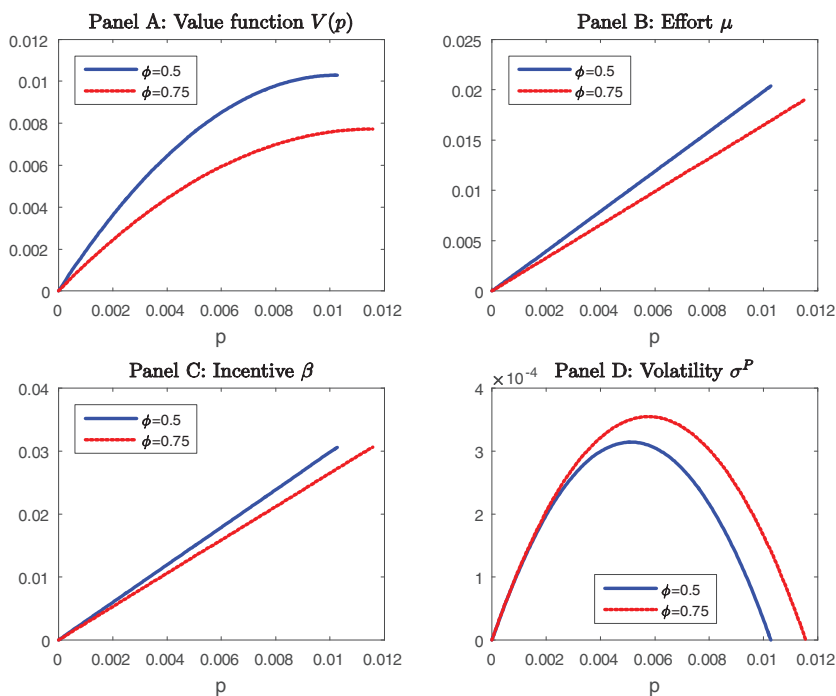 Panel A: Value function V(p)
0.012
0.01
0.008
0.006
0.004
0.002
0
ϕ=0.5
ϕ=0.75
0 0.002 0.004 0.006 0.008 0.01 0.012
p
Panel B: Effort μ
0.025
0.02
0.015
0.01
0.005
0
ϕ=0.5
ϕ=0.75
0 0.002 0.004 0.006 0.008 0.01 0.012
p
Panel C: Incentive β
0.04
0.03
0.02
0.01
0
ϕ=0.5
ϕ=0.75
0 0.002 0.004 0.006 0.008 0.01 0.012
p
Panel D: Volatility σ^P
× 10^-4
4
3
2
1
0
ϕ=0.5
ϕ=0.75
0 0.002 0.004 0.006 0.008 0.01 0.012
p